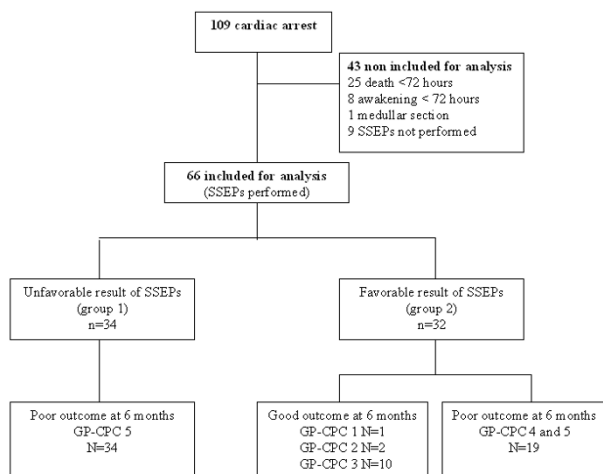 109 cardiac arrest
43 non included for analysis
25 death <72 hours
8 awakening < 72 hours
1 medullar section
9 SSEPs not performed
66 included for analysis
(SSEPs performed)
Unfavorable result of SSEPs
(group 1)
n=34
Favorable result of SSEPs
(group 2)
n=32
Poor outcome at 6 months
GP-CPC 5
N=34
Good outcome at 6 months
GP-CPC 1 N=1
GP-CPC 2 N=2
GP-CPC 3 N=10
Poor outcome at 6 months
GP-CPC 4 and 5
N=19